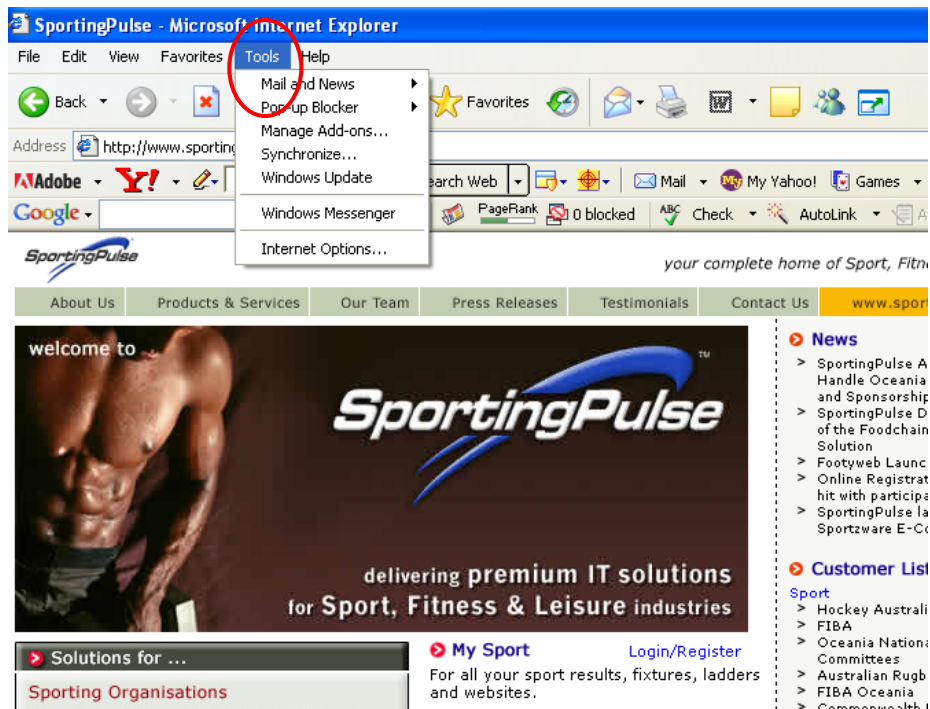 SportingPulse - Microsoft Internet Explorer
File Edit View Favorites Tools Help
Mail and News
Pop-up Blocker
Manage Add-ons...
Synchronize...
Windows Update
Windows Messenger
Internet Options...
Back Favorites
Address http://www.sporting
Adobe Y! earch Web Mail My Yahoo! Games
Google PageRank 0 blocked ABC Check AutoLink A
SportingPulse
your complete home of Sport, Fitne
About Us Products & Services Our Team Press Releases Testimonials Contact Us www.sport
welcome to
SportingPulse TM
delivering premium IT solutions
for Sport, Fitness & Leisure industries
News
> SportingPulse A
Handle Oceania
and Sponsorship
> SportingPulse D
of the Foodchain
Solution
> Footyweb Launc
> Online Registrat
hit with participa
> SportingPulse la
Sportzware E-Co
Customer List
Sport
> Hockey Australi
> FIBA
> Oceania Nationa
Committees
> Australian Rugb
> FIBA Oceania
> Commonwealth
Solutions for ...
Sporting Organisations
My Sport Login/Register
For all your sport results, fixtures, ladders
and websites.